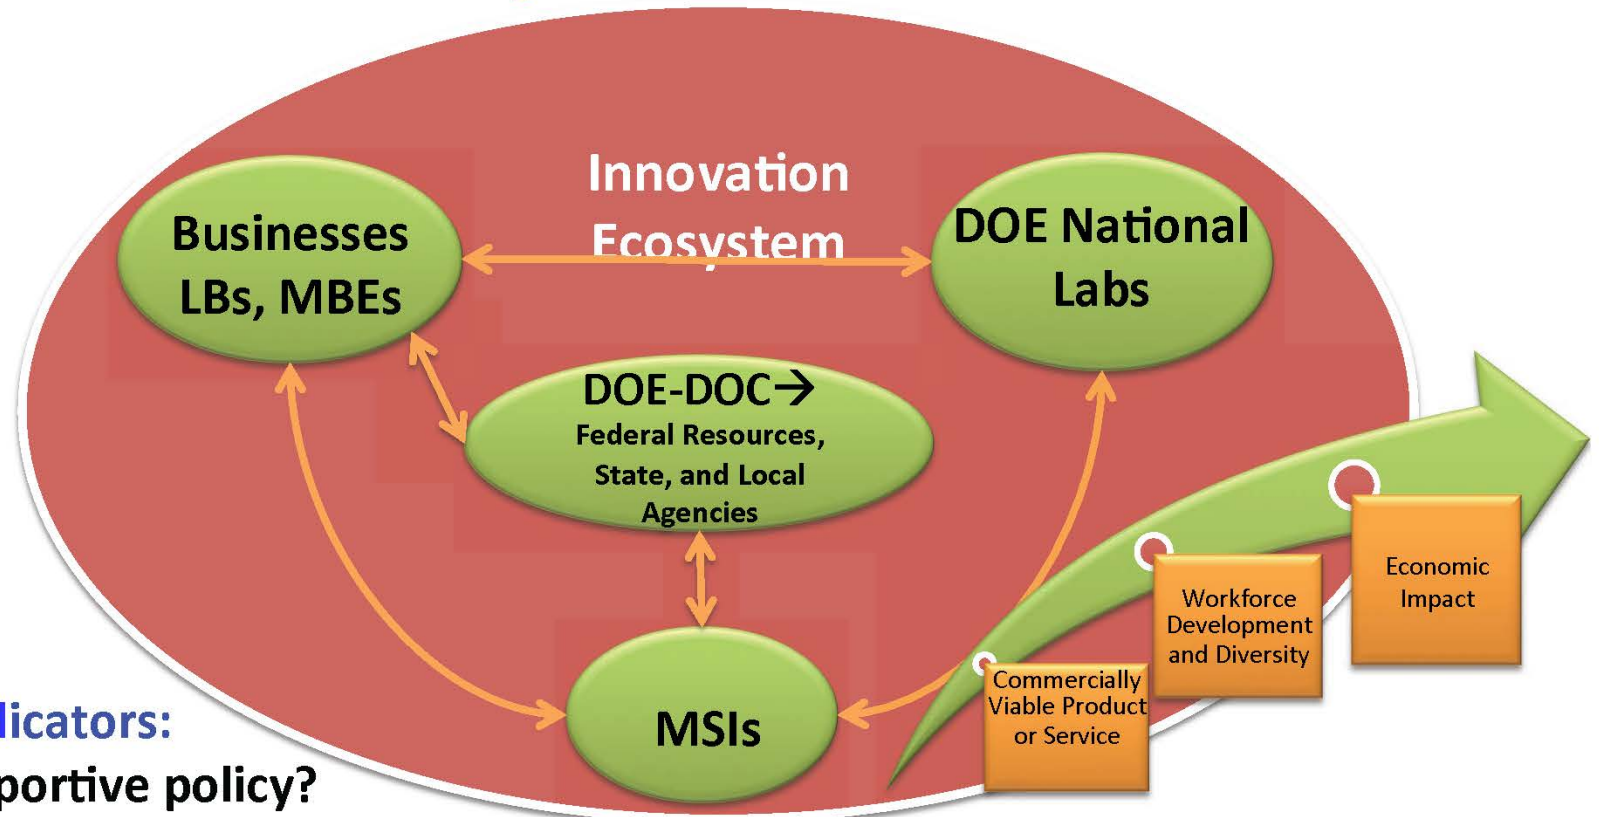 Innovation
Ecosystem
Businesses
LBs, MBEs
DOE National
Labs
DOE-DOC→
Federal Resources,
State, and Local
Agencies
MSIs
Commercially
Viable Product
or Service
Workforce
Development
and Diversity
Economic
Impact
licators:
portive policy?